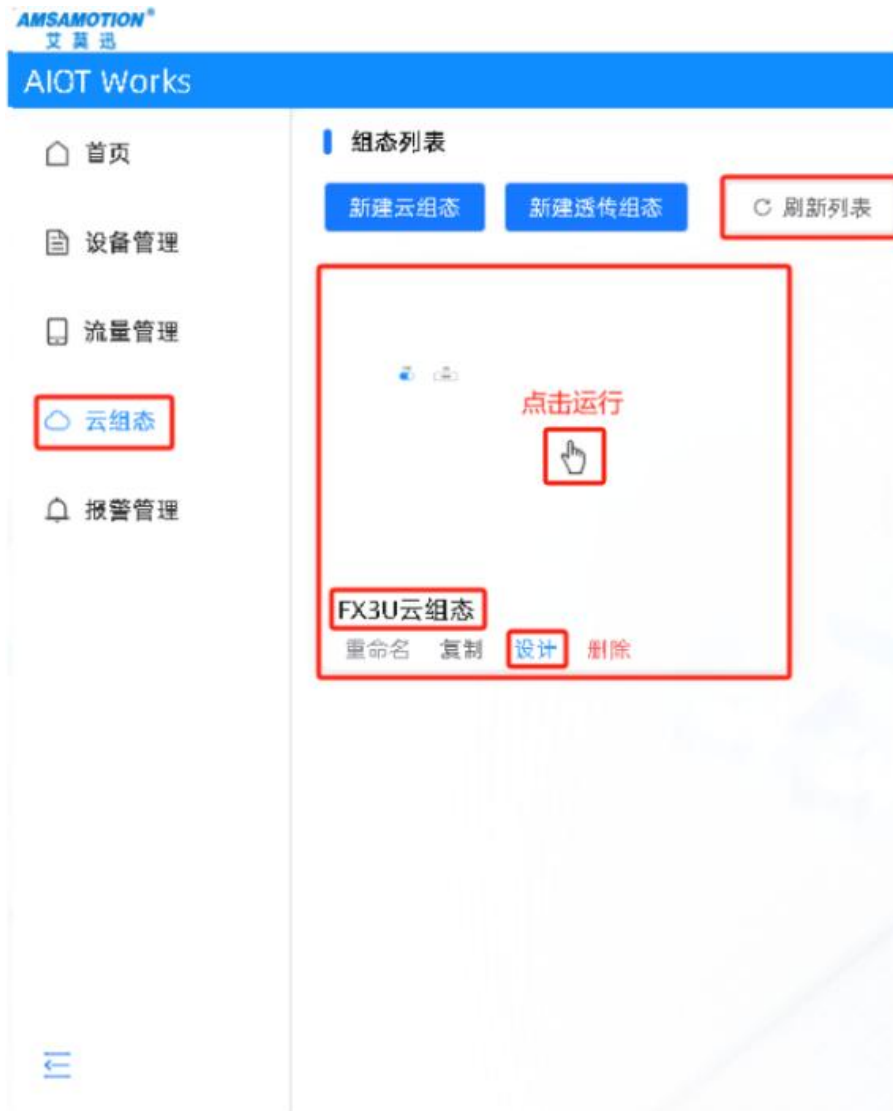 AMSAMOTION®
艾莫迅
AIOT Works
首页
设备管理
流量管理
云组态
报警管理
组态列表
新建云组态 新建透传组态 刷新列表
点击运行
FX3U云组态
重命名 复制 设计 删除